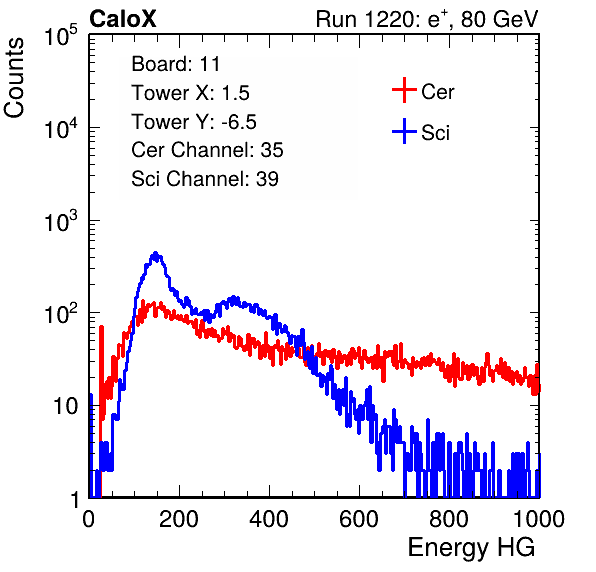 CaloX Run 1220: e⁺, 80 GeV
Counts
10⁵
10⁴
10³
10²
10
1
Board: 11
Tower X: 1.5
Tower Y: -6.5
Cer Channel: 35
Sci Channel: 39
Cer
Sci
0 200 400 600 800 1000
Energy HG